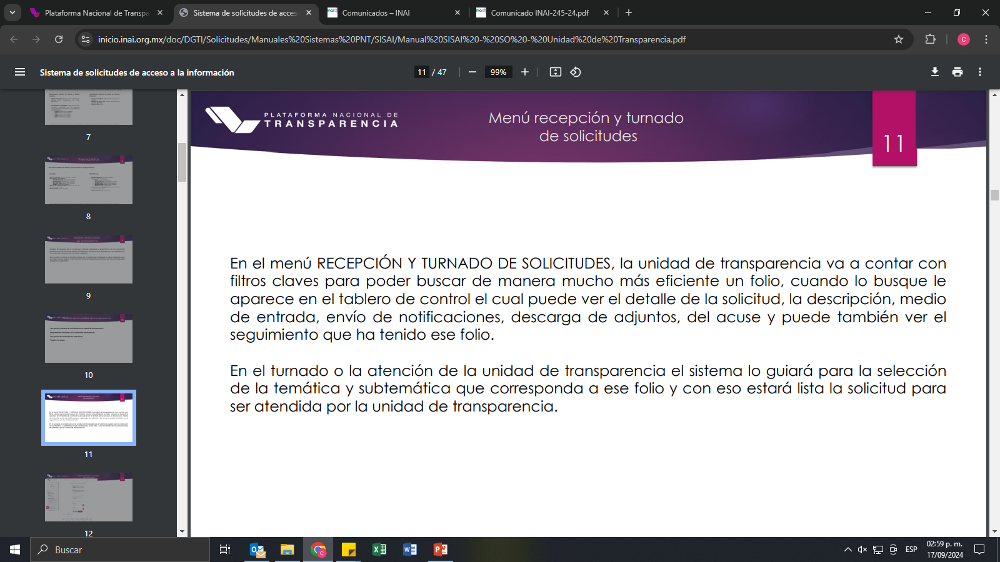 Plataforma Nacional de Transpa
Sistema de solicitudes de acces
Comunicados – INAI
Comunicado INAI-245-24.pdf
inicio.inai.org.mx/doc/DGTI/Solicitudes/Manuales%20Sistemas%20PNT/SISAI/Manual%20SISAI%20-%20SO%20-%20Unidad%20de%20Transparencia.pdf
C
Sistema de solicitudes de acceso a la información
11 / 47
99%
7
8
9
10
11
12
PLATAFORMA NACIONAL DE
TRANSPARENCIA
Menú recepción y turnado
de solicitudes
11
En el menú RECEPCIÓN Y TURNADO DE SOLICITUDES, la unidad de transparencia va a contar con
filtros claves para poder buscar de manera mucho más eficiente un folio, cuando lo busque le
aparece en el tablero de control el cual puede ver el detalle de la solicitud, la descripción, medio
de entrada, envío de notificaciones, descarga de adjuntos, del acuse y puede también ver el
seguimiento que ha tenido ese folio.
En el turnado o la atención de la unidad de transparencia el sistema lo guiará para la selección
de la temática y subtemática que corresponda a ese folio y con eso estará lista la solicitud para
ser atendida por la unidad de transparencia.
Buscar
ESP
02:59 p. m.
17/09/2024